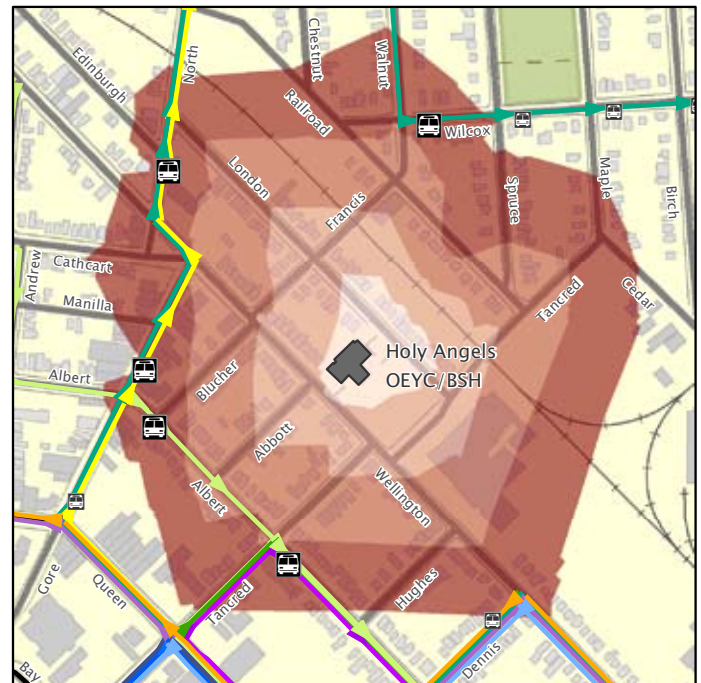 Chestnut
Walnut
North
Edinburgh
Railroad
Wilcox
London
Francis
Spruce
Maple
Birch
Andrew
Cathcart
Manilla
Cedar
Tancred
Holy Angels
OEYC/BSH
Albert
Blucher
Abbott
Wellington
Albert
Gore
Queen
Tancred
Hughes
Dennis
Bay